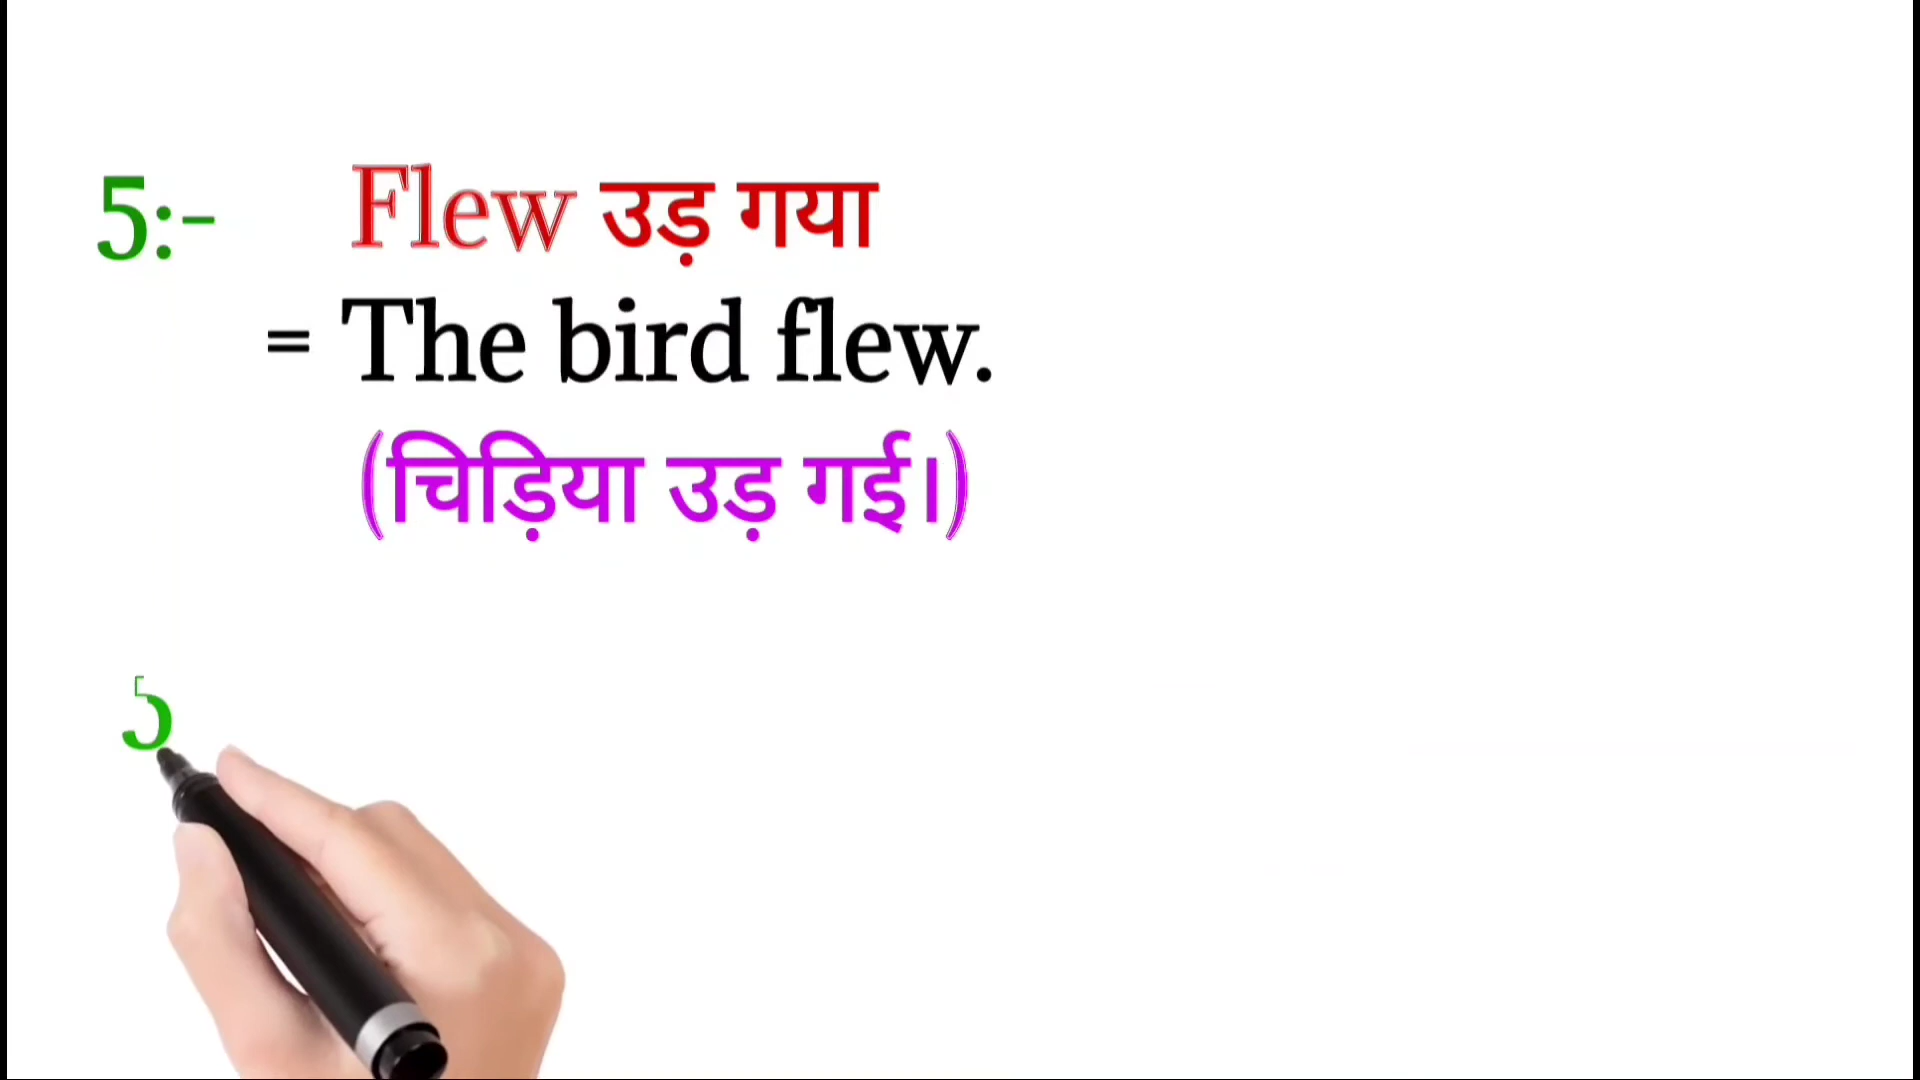 5:- Flew उड़ गया
= The bird flew.
(चिड़िया उड़ गई।)
5